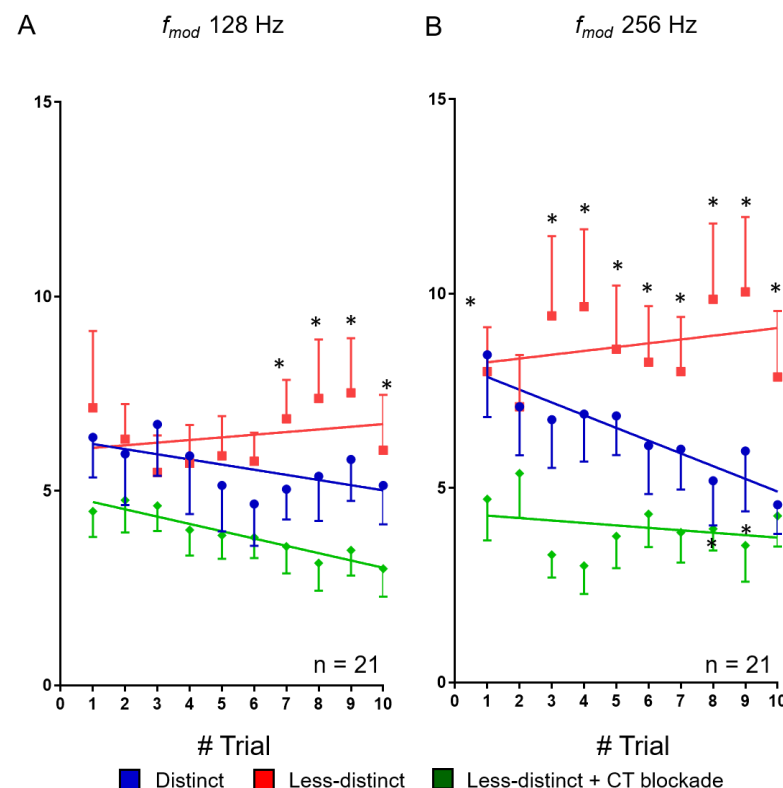 A
f_mod 128 Hz
B
f_mod 256 Hz
15
10
5
0
* * * *
n = 21
0 1 2 3 4 5 6 7 8 9 10
# Trial
15
10
5
0
* * * * * * * * *
* *
n = 21
0 1 2 3 4 5 6 7 8 9 10
# Trial
Distinct Less-distinct Less-distinct + CT blockade